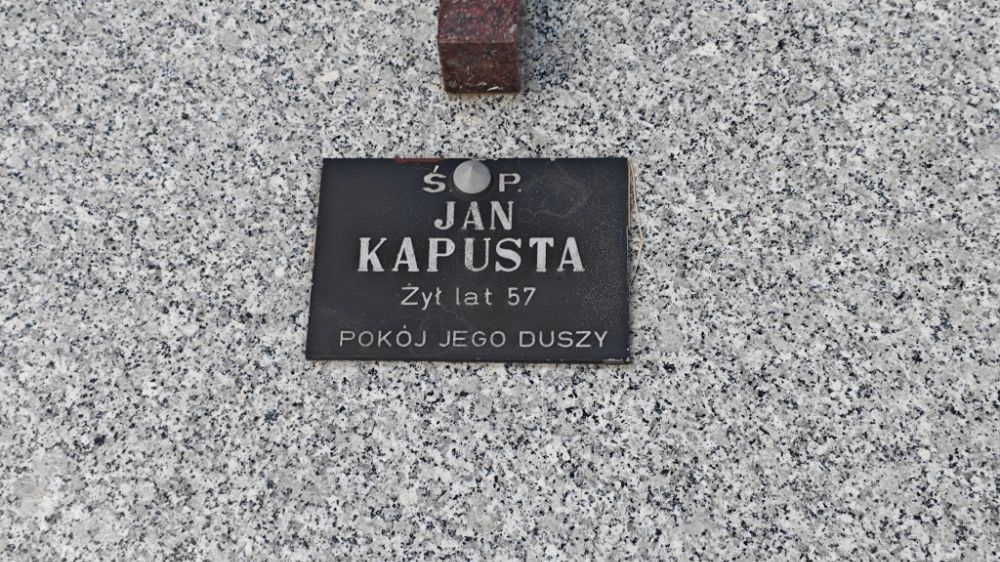 Ś. P.
JAN
KAPUSTA
Żył lat 57
POKÓJ JEGO DUSZY